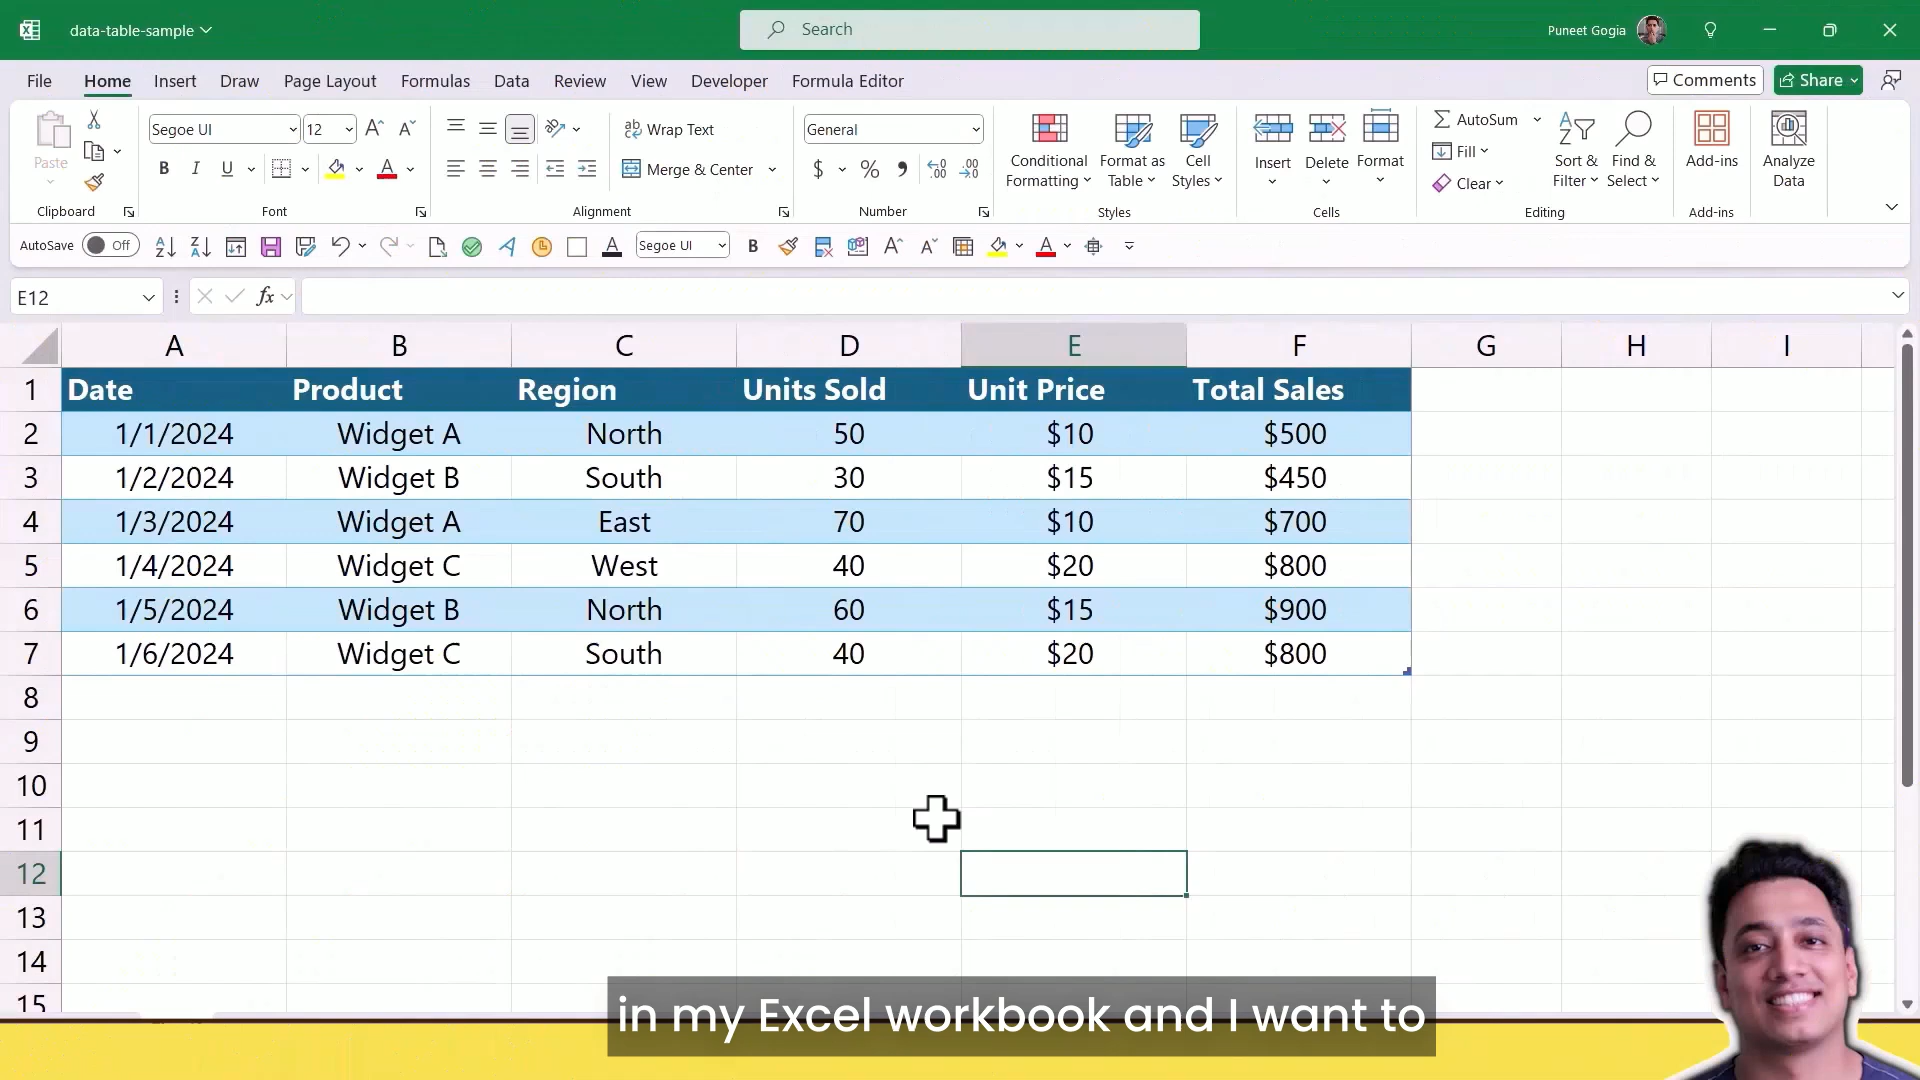 data-table-sample
Search
Puneet Gogia
File Home Insert Draw Page Layout Formulas Data Review View Developer Formula Editor
Comments Share
Paste
Clipboard
Segoe UI 12
B I U A
Font
ab Wrap Text
Merge & Center
Alignment
General
$ % 9 .00
Number
Conditional Formatting
Format as Table
Cell Styles
Styles
Insert Delete Format
Cells
AutoSum
Fill
Clear
Sort & Filter
Find & Select
Editing
Add-ins
Add-ins
Analyze Data
AutoSave Off
Segoe UI
B
E12
fx
A B C D E F G H I
1 Date Product Region Units Sold Unit Price Total Sales
2 1/1/2024 Widget A North 50 $10 $500
3 1/2/2024 Widget B South 30 $15 $450
4 1/3/2024 Widget A East 70 $10 $700
5 1/4/2024 Widget C West 40 $20 $800
6 1/5/2024 Widget B North 60 $15 $900
7 1/6/2024 Widget C South 40 $20 $800
8
9
10
11
12
13
14
15
in my Excel workbook and I want to